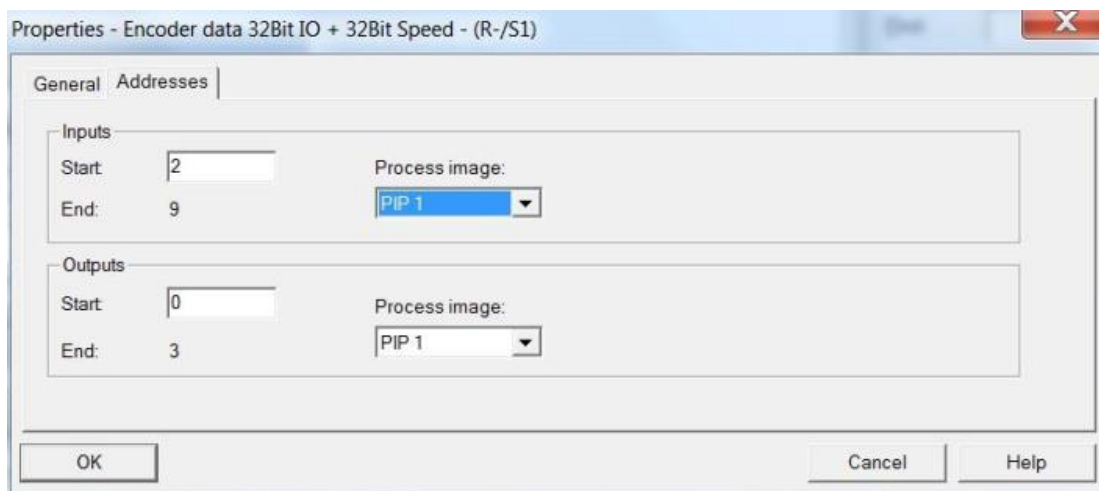 Properties - Encoder data 32Bit IO + 32Bit Speed - (R-/S1)
General Addresses
Inputs
Start: 2 Process image:
End: 9 PIP 1
Outputs
Start: 0 Process image:
End: 3 PIP 1
OK Cancel Help